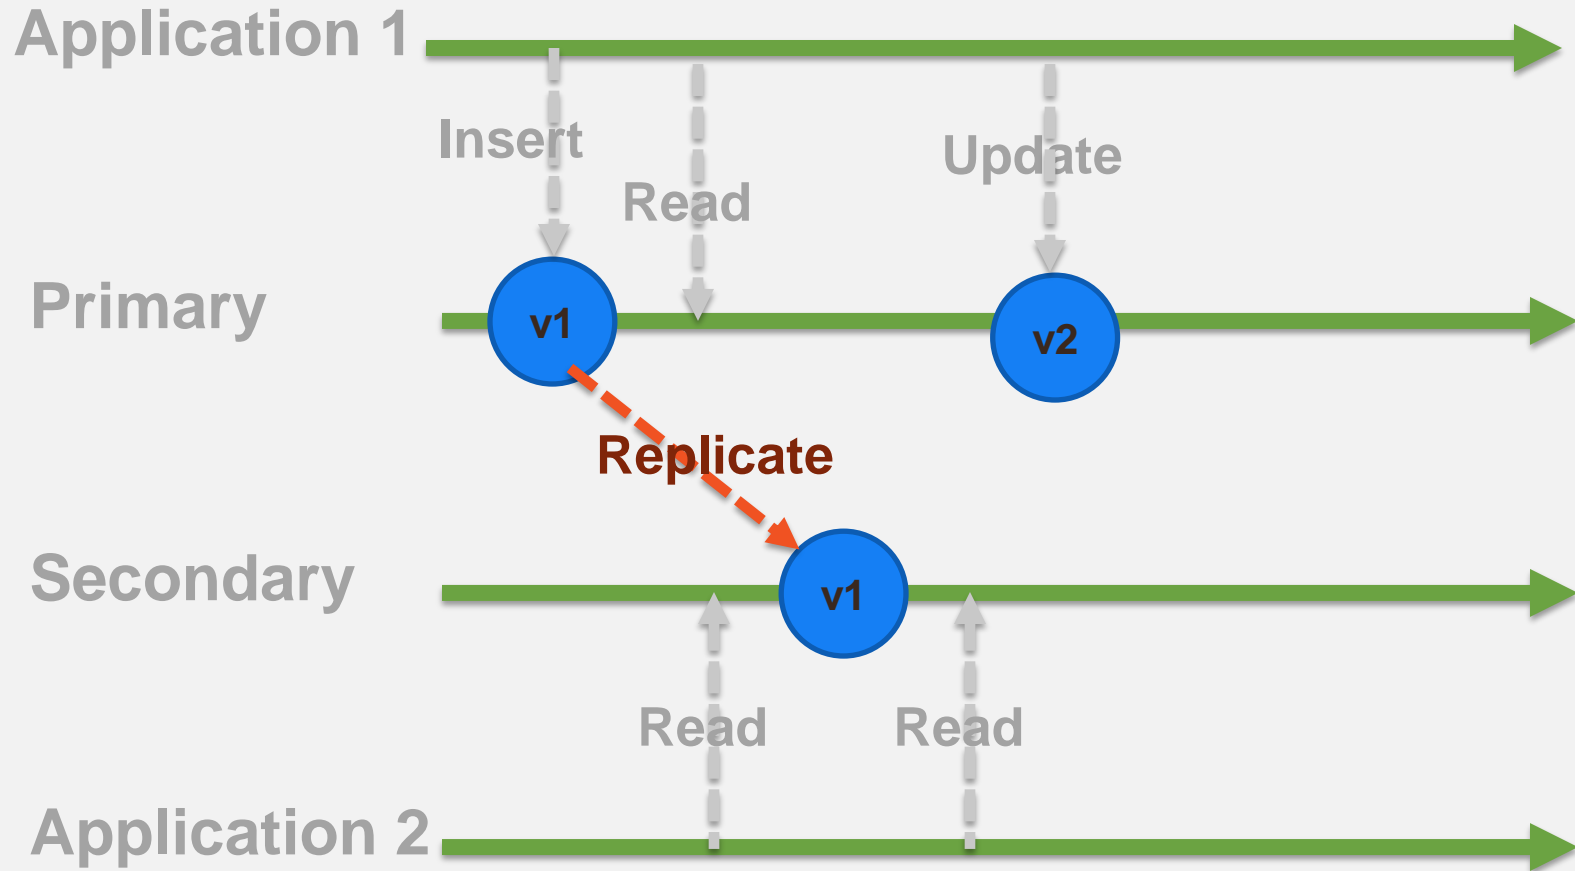 Application 1
Insert
Update
Read
Primary
v1
v2
Replicate
Secondary
v1
Read
Read
Application 2